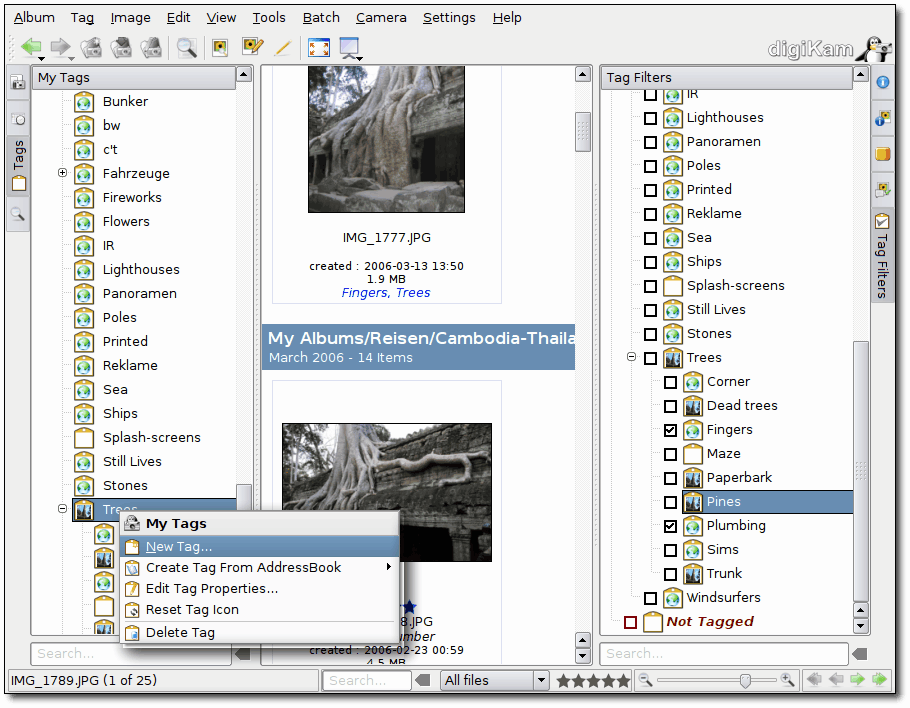 Album Tag Image Edit View Tools Batch Camera Settings Help
digiKam
Tags
My Tags
Bunker
bw
c't
Fahrzeuge
Fireworks
Flowers
IR
Lighthouses
Panoramen
Poles
Printed
Reklame
Sea
Ships
Splash-screens
Still Lives
Stones
Trees
My Tags
New Tag...
Create Tag From AddressBook
Edit Tag Properties...
Reset Tag Icon
Delete Tag
Search...
IMG_1777.JPG
created : 2006-03-13 13:50
1.9 MB
Fingers, Trees
My Albums/Reisen/Cambodia-Thaila
March 2006 - 14 Items
8.JPG
umber
created : 2006-02-23 00:59
4.5 MB
Tag Filters
IR
Lighthouses
Panoramen
Poles
Printed
Reklame
Sea
Ships
Splash-screens
Still Lives
Stones
Trees
Corner
Dead trees
Fingers
Maze
Paperbark
Pines
Plumbing
Sims
Trunk
Windsurfers
Not Tagged
Search...
Tag Filters
IMG_1789.JPG (1 of 25)
Search...
All files